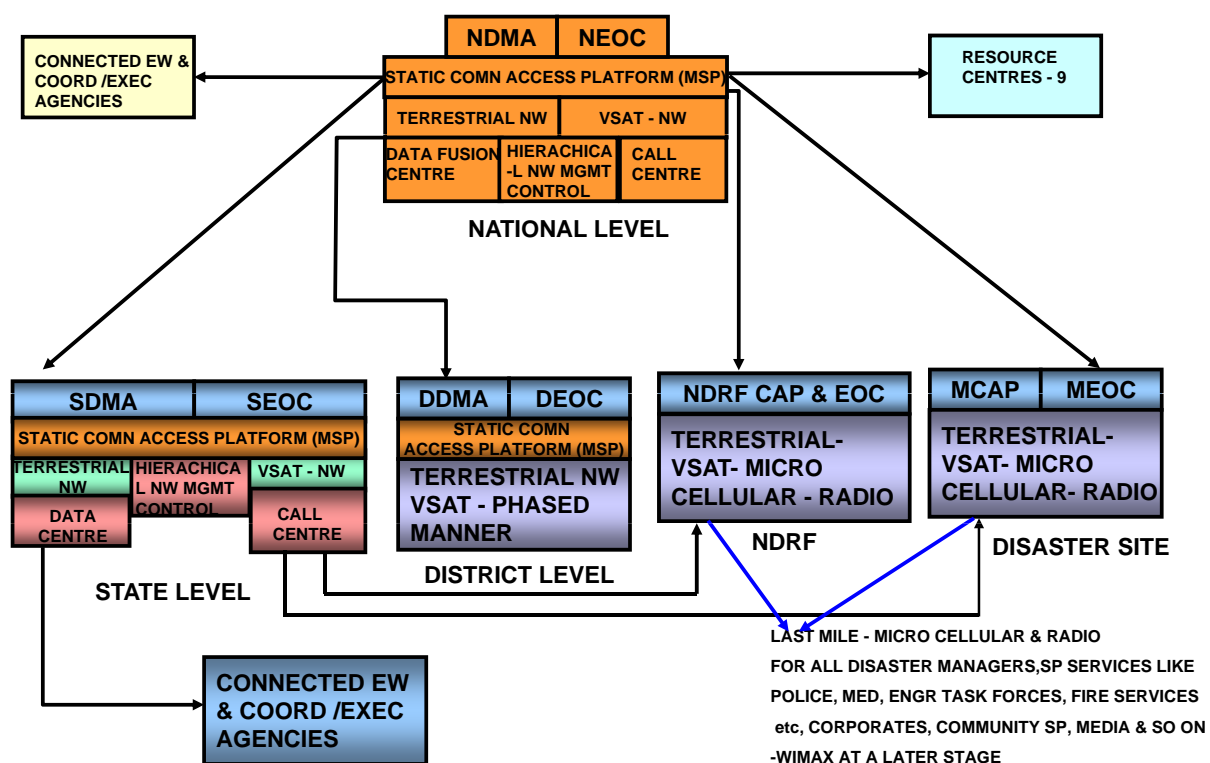 NDMA
NEOC
CONNECTED EW &
COORD /EXEC
AGENCIES
STATIC COMN ACCESS PLATFORM (MSP)
RESOURCE
CENTRES - 9
TERRESTRIAL NW
VSAT - NW
DATA FUSION
CENTRE
HIERACHICA
-L NW MGMT
CONTROL
CALL
CENTRE
NATIONAL LEVEL
SDMA
SEOC
STATIC COMN ACCESS PLATFORM (MSP)
TERRESTRIAL
NW
HIERACHICA
L NW MGMT
CONTROL
VSAT - NW
DATA
CENTRE
CALL
CENTRE
STATE LEVEL
DDMA
DEOC
STATIC COMN
ACCESS PLATFORM (MSP)
TERRESTRIAL NW
VSAT - PHASED
MANNER
DISTRICT LEVEL
NDRF CAP & EOC
TERRESTRIAL-
VSAT- MICRO
CELLULAR - RADIO
NDRF
MCAP
MEOC
TERRESTRIAL-
VSAT- MICRO
CELLULAR- RADIO
DISASTER SITE
CONNECTED EW
& COORD /EXEC
AGENCIES
LAST MILE - MICRO CELLULAR & RADIO
FOR ALL DISASTER MANAGERS,SP SERVICES LIKE
POLICE, MED, ENGR TASK FORCES, FIRE SERVICES
etc, CORPORATES, COMMUNITY SP, MEDIA & SO ON
-WIMAX AT A LATER STAGE